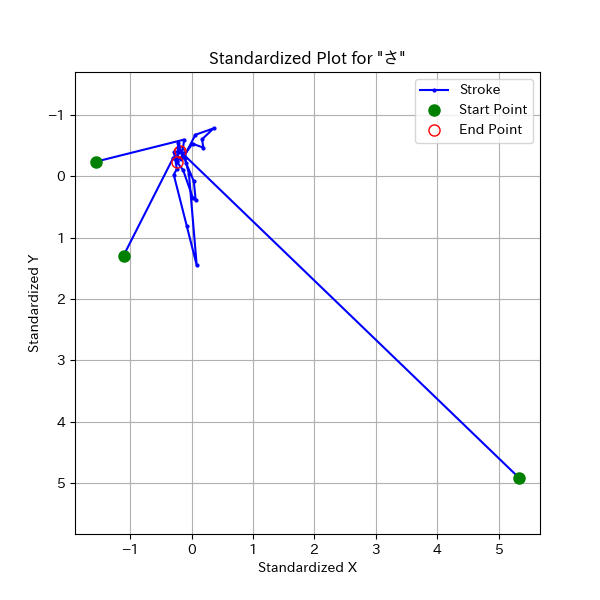 Standardized Plot for "さ"
Stroke
Start Point
End Point
−1
0
1
2
3
4
5
Standardized Y
−1 0 1 2 3 4 5
Standardized X